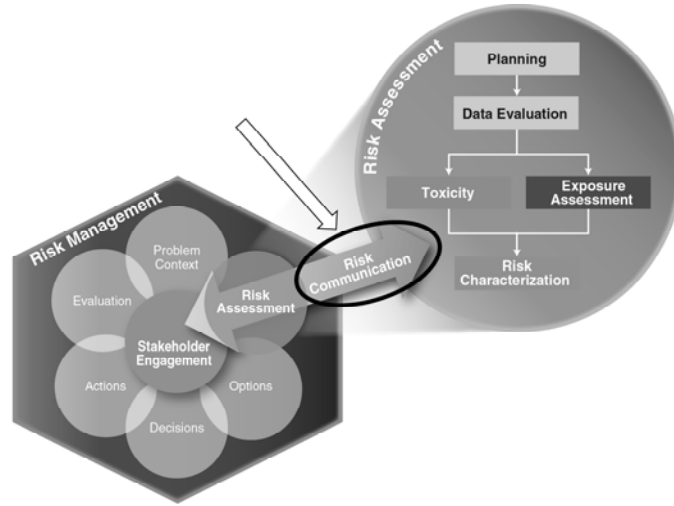 Risk Assessment
Planning
Data Evaluation
Toxicity
Exposure
Assessment
Risk
Characterization
Risk
Communication
Risk Management
Problem
Context
Evaluation
Risk
Assessment
Stakeholder
Engagement
Actions
Options
Decisions